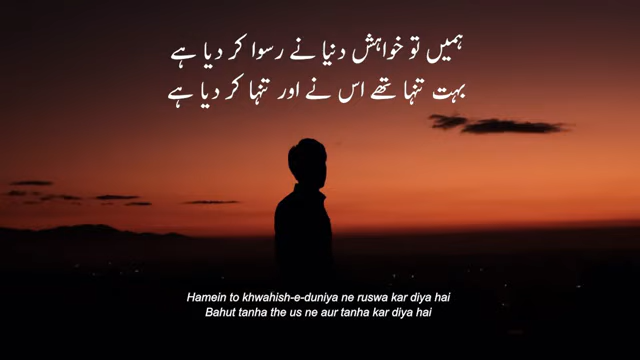 ہمیں تو خواہش دنیا نے رسوا کر دیا ہے
بہت تنہا تھے اس نے اور تنہا کر دیا ہے
Hamein to khwahish-e-duniya ne ruswa kar diya hai
Bahut tanha the us ne aur tanha kar diya hai